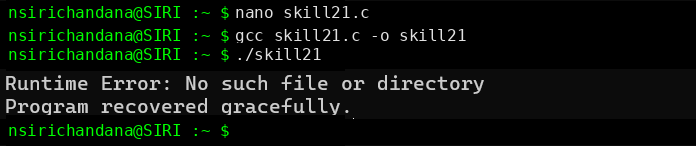 nsirichandana@SIRI :~ $ nano skill21.c
nsirichandana@SIRI :~ $ gcc skill21.c -o skill21
nsirichandana@SIRI :~ $ ./skill21
Runtime Error: No such file or directory
Program recovered gracefully.
nsirichandana@SIRI :~ $